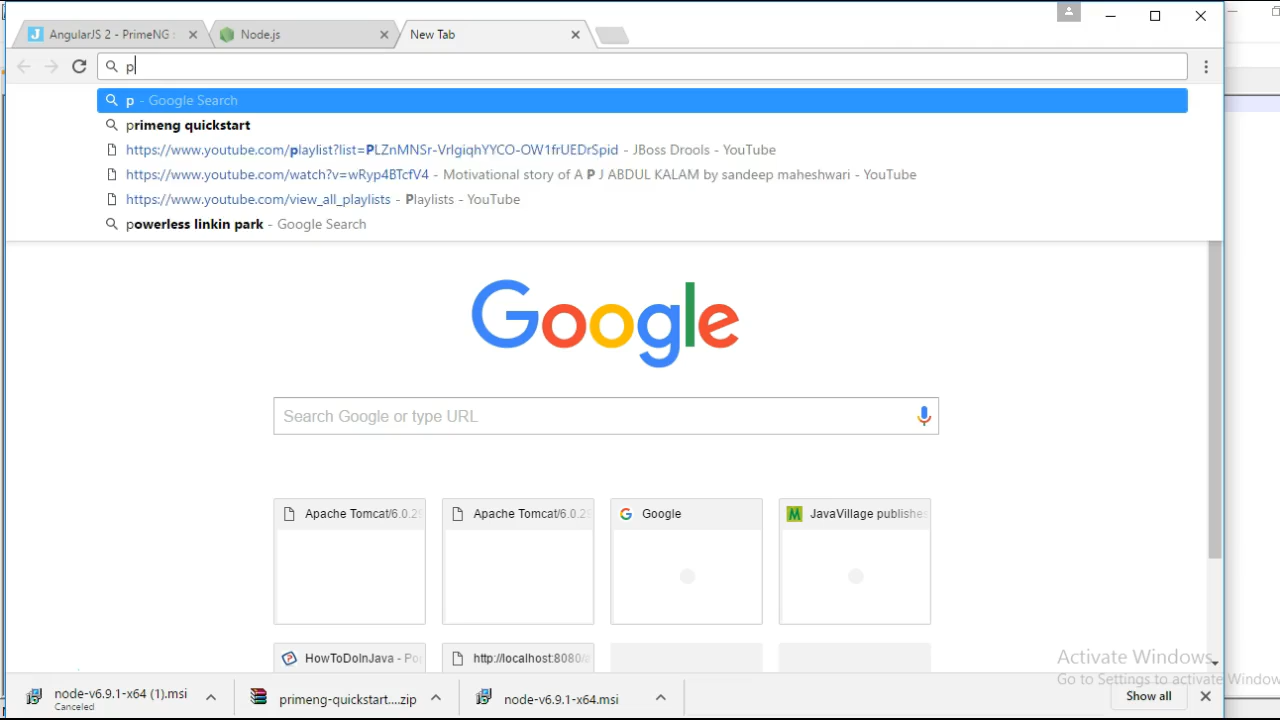 AngularJS 2 - PrimeNG
Node.js
New Tab
p
p - Google Search
primeng quickstart
https://www.youtube.com/playlist?list=PLZnMNSr-VrlgiqhYYCO-OW1frUEDrSpid - JBoss Drools - YouTube
https://www.youtube.com/watch?v=wRyp4BTcfV4 - Motivational story of A P J ABDUL KALAM by sandeep maheshwari - YouTube
https://www.youtube.com/view_all_playlists - Playlists - YouTube
powerless linkin park - Google Search
Google
Search Google or type URL
Apache Tomcat/6.0.29
Apache Tomcat/6.0.29
Google
JavaVillage publishe
HowToDoInJava - Po
http://localhost:8080/
Activate Windows
Go to Settings to activate Window
node-v6.9.1-x64 (1).msi
Canceled
primeng-quickstart....zip
node-v6.9.1-x64.msi
Show all